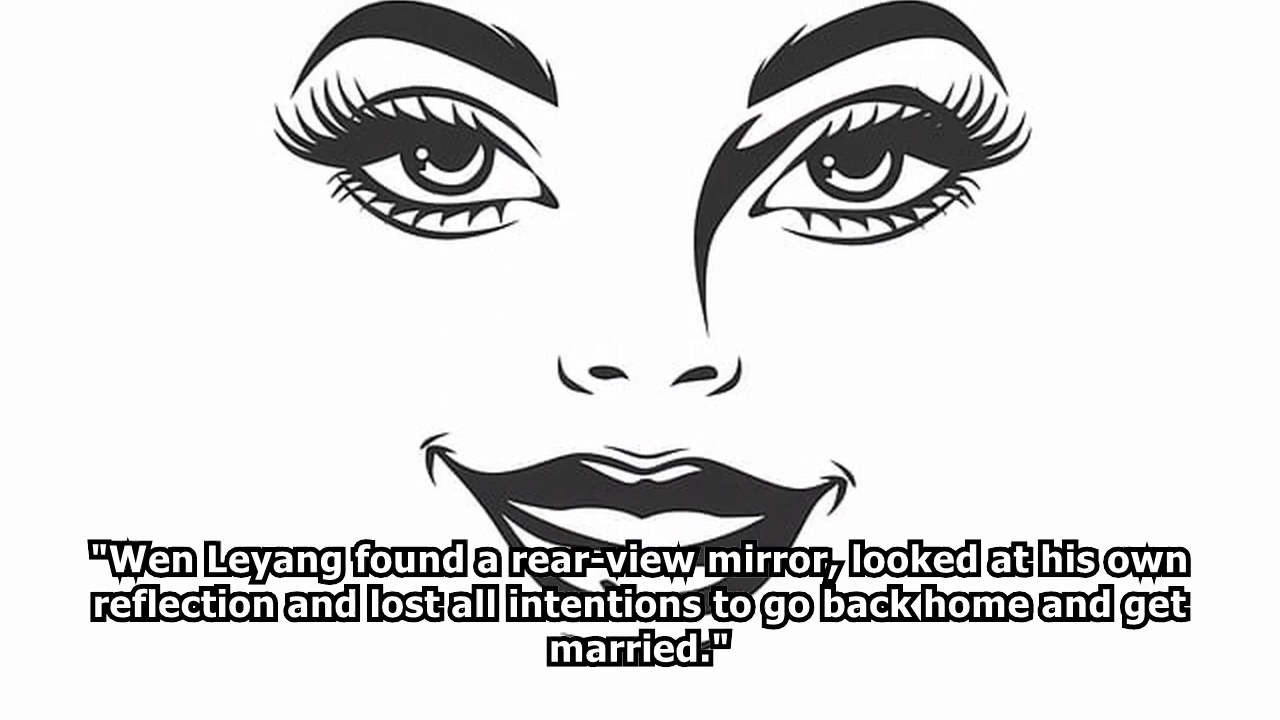 "Wen Leyang found a rear-view mirror, looked at his own
reflection and lost all intentions to go back home and get
married."